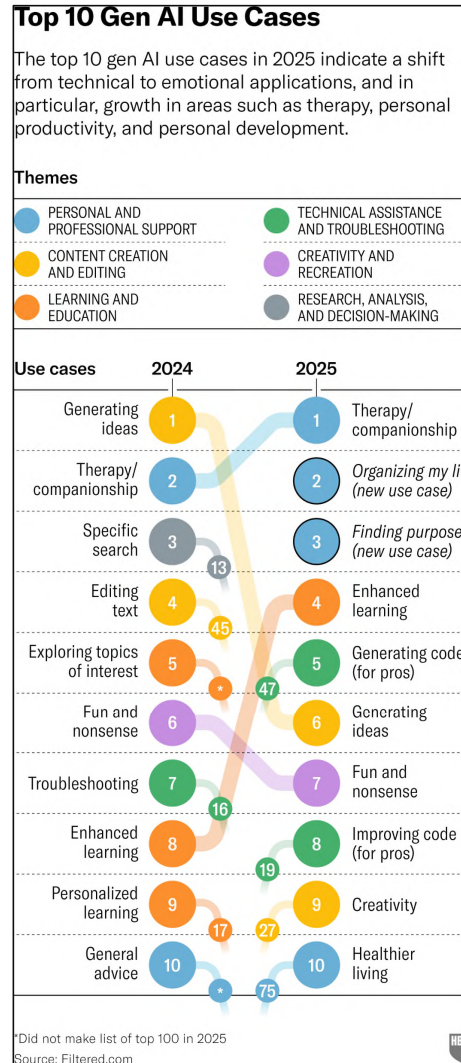 Top 10 Gen AI Use Cases
The top 10 gen AI use cases in 2025 indicate a shift
from technical to emotional applications, and in
particular, growth in areas such as therapy, personal
productivity, and personal development.
Themes
PERSONAL AND
PROFESSIONAL SUPPORT
TECHNICAL ASSISTANCE
AND TROUBLESHOOTING
CONTENT CREATION
AND EDITING
CREATIVITY AND
RECREATION
LEARNING AND
EDUCATION
RESEARCH, ANALYSIS,
AND DECISION-MAKING
Use cases 2024 2025
Generating
ideas
1
1
Therapy/
companionship
Therapy/
companionship
2
2
Organizing my li
(new use case)
Specific
search
3
13
3
Finding purpose
(new use case)
Editing
text
4
45
4
Enhanced
learning
Exploring topics
of interest
5
*
47
5
Generating code
(for pros)
Fun and
nonsense
6
6
Generating
ideas
Troubleshooting
7
16
7
Fun and
nonsense
Enhanced
learning
8
19
8
Improving code
(for pros)
Personalized
learning
9
17
27
9
Creativity
General
advice
10
*
75
10
Healthier
living
*Did not make list of top 100 in 2025
Source: Filtered.com
HB